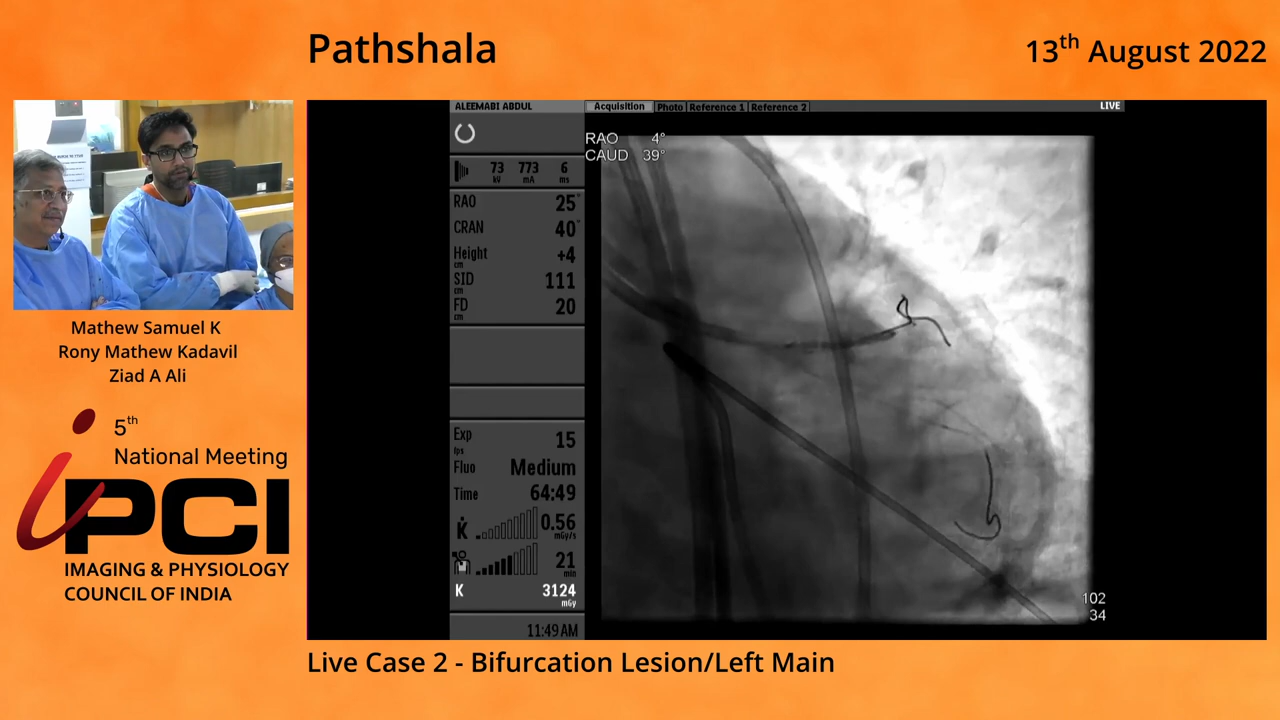 Pathshala
13th August 2022
ALEEMABI ABDUL
Acquisition Photo Reference 1 Reference 2
LIVE
RAO 4°
CAUD 39°
73 773 6
kV mA ms
RAO 25°
CRAN 40°
Height +4
cm
SID 111
cm
FD 20
cm
Exp 15
fps
Fluo Medium
Time 64:49
K 0.56
mGy/s
21
min
K 3124
mGy
11:49AM
102
34
Mathew Samuel K
Rony Mathew Kadavil
Ziad A Ali
5th
National Meeting
iPCI
IMAGING & PHYSIOLOGY
COUNCIL OF INDIA
Live Case 2 - Bifurcation Lesion/Left Main